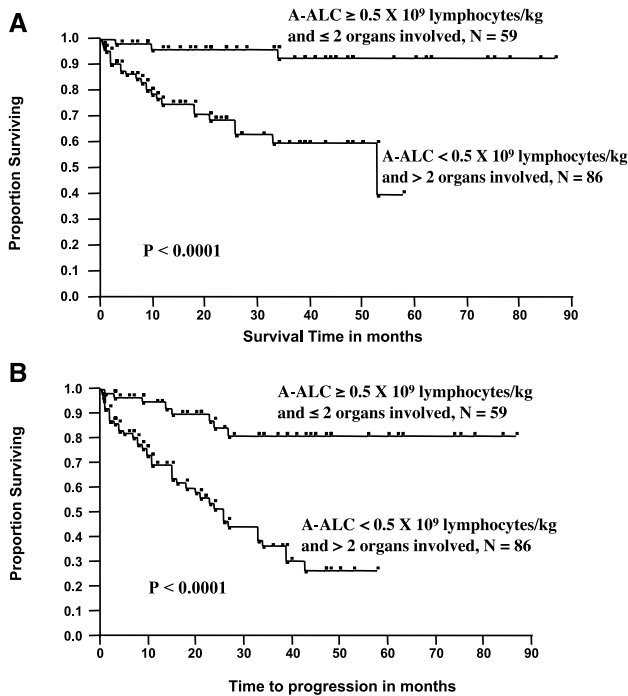 A
A-ALC ≥ 0.5 X 10⁹ lymphocytes/kg
and ≤ 2 organs involved, N = 59
1.0
0.9
0.8
0.7
0.6
0.5
0.4
0.3
0.2
0.1
0.0
Proportion Surviving
A-ALC < 0.5 X 10⁹ lymphocytes/kg
and > 2 organs involved, N = 86
P < 0.0001
0 10 20 30 40 50 60 70 80 90
Survival Time in months
B
A-ALC ≥ 0.5 X 10⁹ lymphocytes/kg
and ≤ 2 organs involved, N = 59
1.0
0.9
0.8
0.7
0.6
0.5
0.4
0.3
0.2
0.1
0.0
Proportion Surviving
A-ALC < 0.5 X 10⁹ lymphocytes/kg
and > 2 organs involved, N = 86
P < 0.0001
0 10 20 30 40 50 60 70 80 90
Time to progression in months